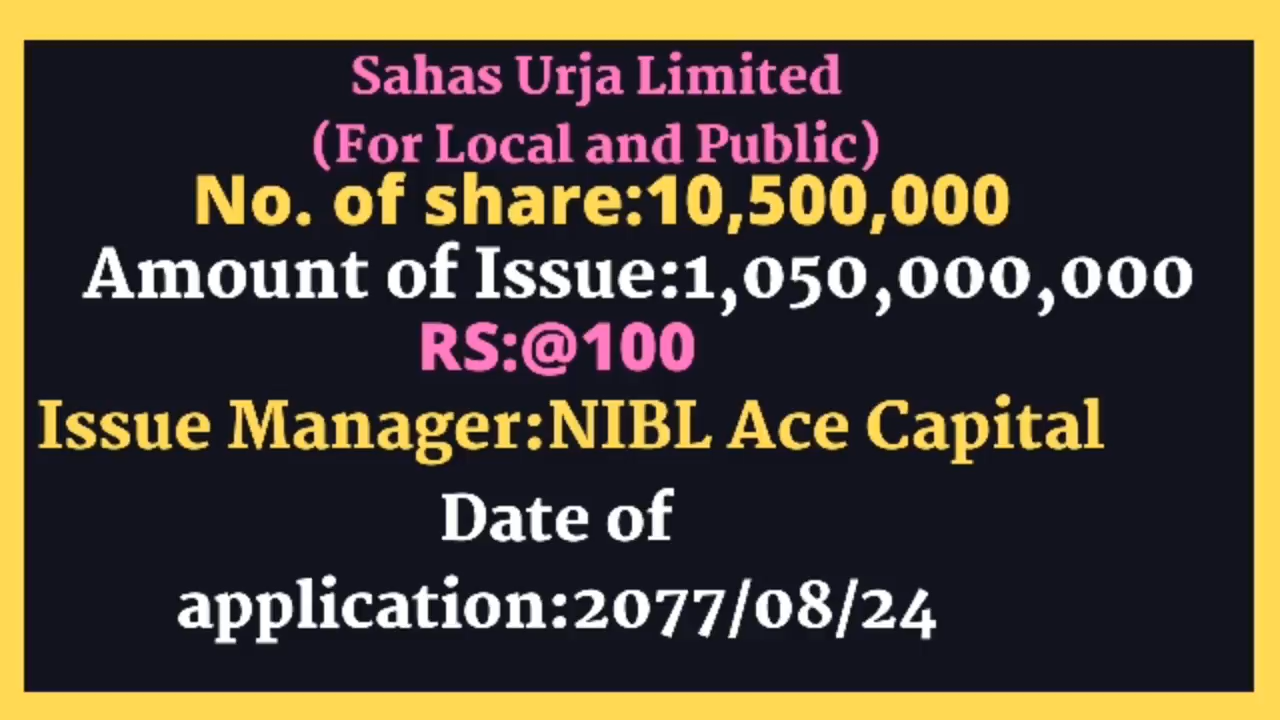 Sahas Urja Limited
(For Local and Public)
No. of share:10,500,000
Amount of Issue:1,050,000,000
RS:@100
Issue Manager:NIBL Ace Capital
Date of
application:2077/08/24